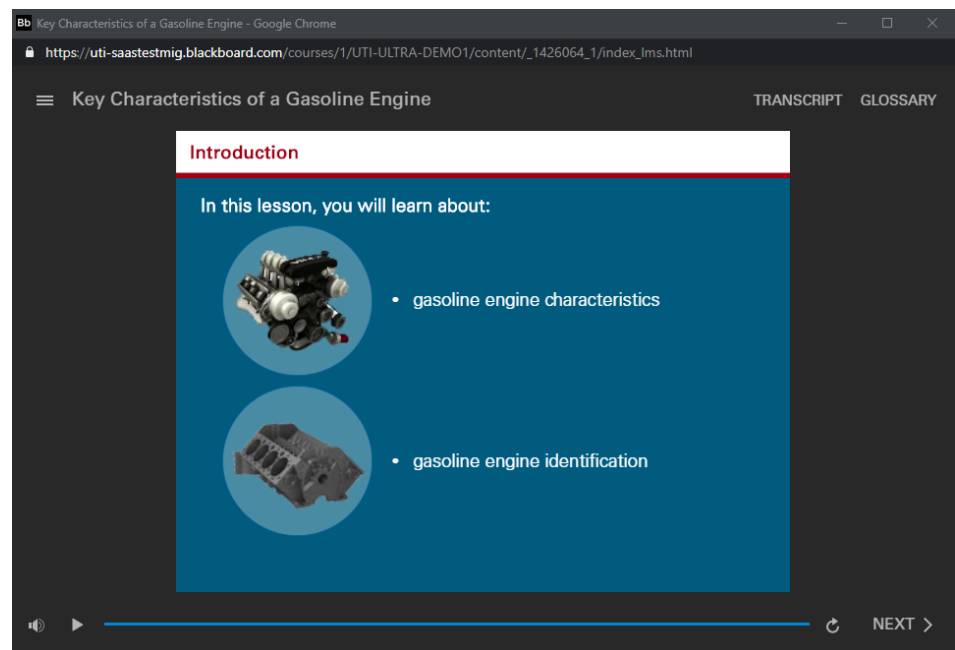 Bb Key Characteristics of a Gasoline Engine - Google Chrome
https://uti-saastestmig.blackboard.com/courses/1/UTI-ULTRA-DEMO1/content/_1426064_1/index_lms.html
Key Characteristics of a Gasoline Engine TRANSCRIPT GLOSSARY
Introduction
In this lesson, you will learn about:
• gasoline engine characteristics
• gasoline engine identification
NEXT